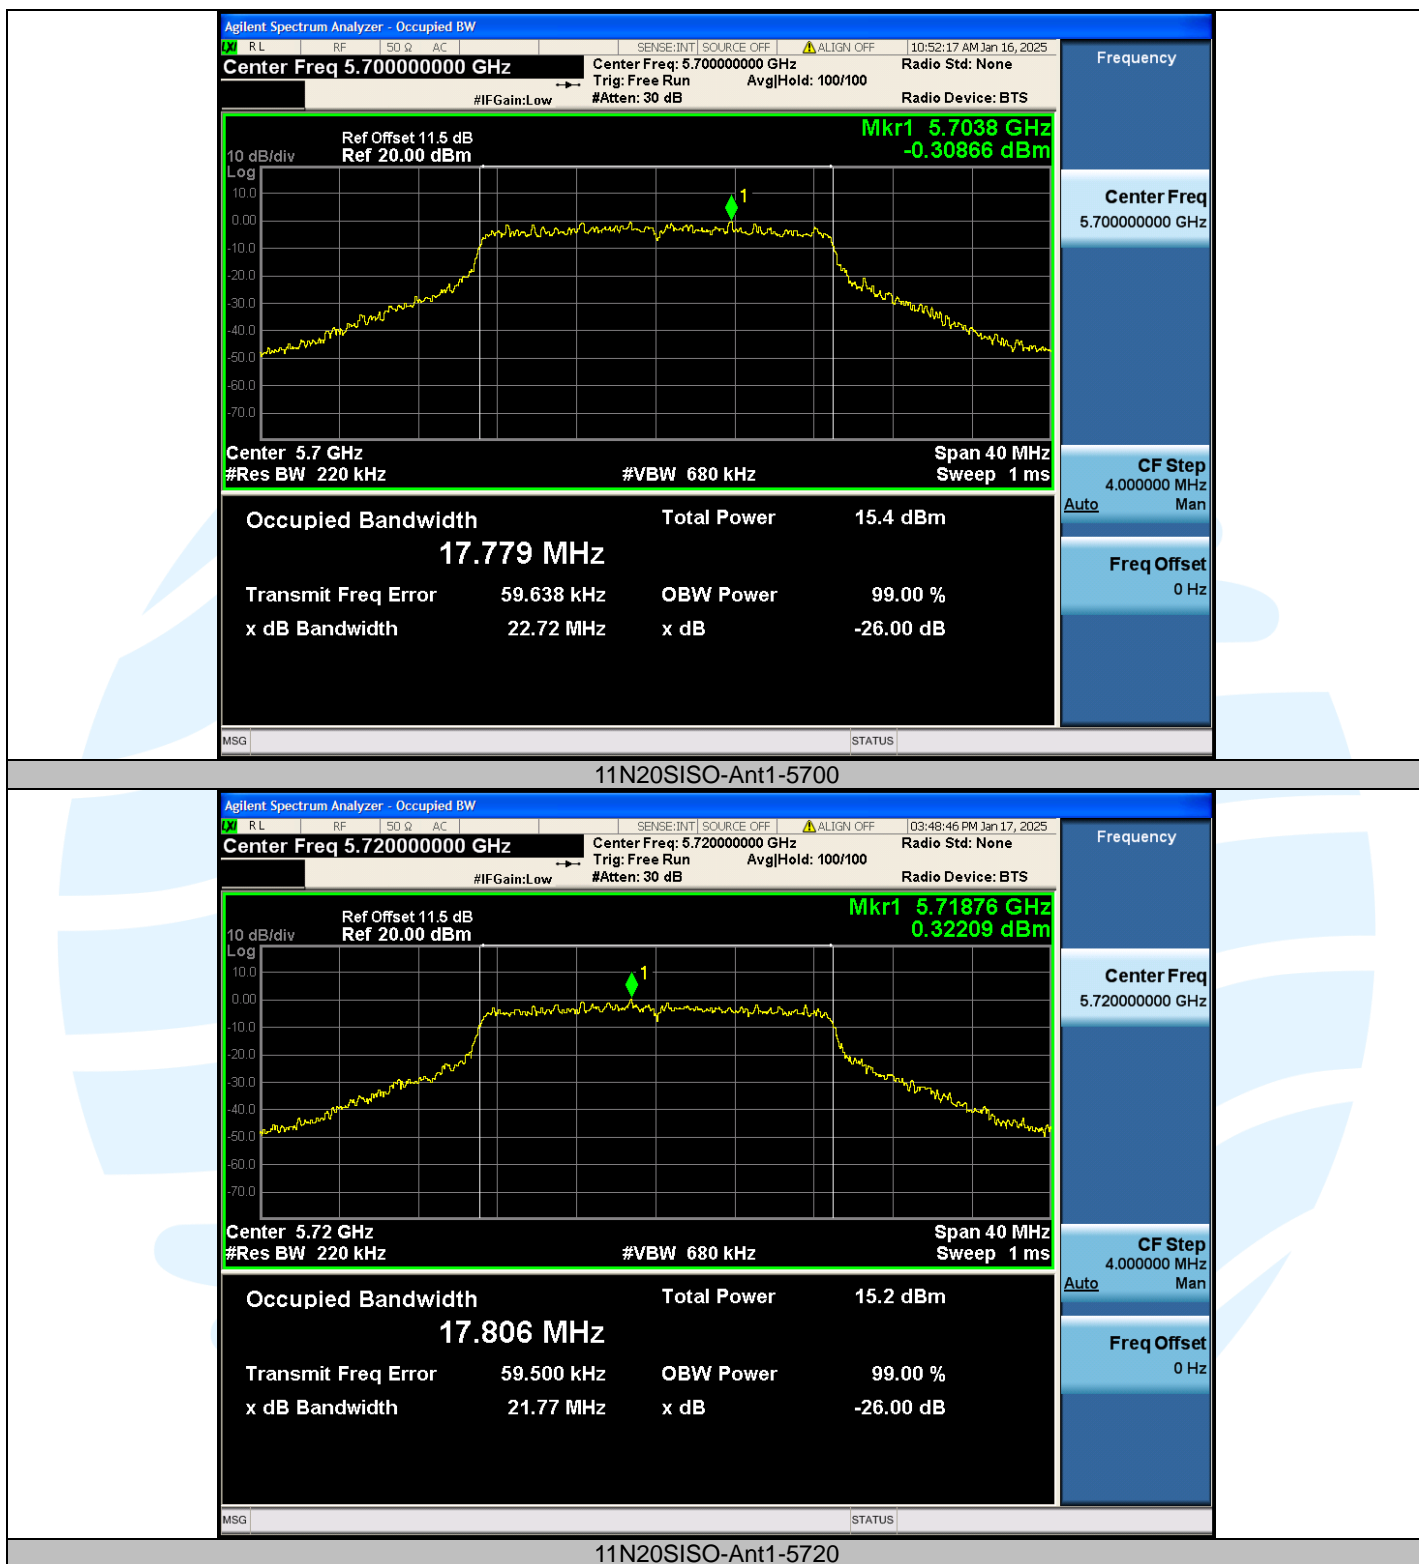 Agilent Spectrum Analyzer - Occupied BW
LXI RL RF 50 Ω AC SENSE:INT SOURCE OFF ALIGN OFF 10:52:17 AM Jan 16, 2025
Center Freq 5.700000000 GHz
Center Freq: 5.700000000 GHz Radio Std: None
Trig: Free Run Avg|Hold: 100/100
#IFGain:Low #Atten: 30 dB Radio Device: BTS
Frequency
Mkr1 5.7038 GHz
-0.30866 dBm
Ref Offset 11.5 dB
10 dB/div Ref 20.00 dBm
Log
10.0
0.00
-10.0
-20.0
-30.0
-40.0
-50.0
-60.0
-70.0
1
Center 5.7 GHz Span 40 MHz
#Res BW 220 kHz #VBW 680 kHz Sweep 1 ms
Center Freq
5.700000000 GHz
CF Step
4.000000 MHz
Auto Man
Freq Offset
0 Hz
Occupied Bandwidth Total Power 15.4 dBm
17.779 MHz
Transmit Freq Error 59.638 kHz OBW Power 99.00 %
x dB Bandwidth 22.72 MHz x dB -26.00 dB
MSG STATUS
11N20SISO-Ant1-5700
Agilent Spectrum Analyzer - Occupied BW
LXI RL RF 50 Ω AC SENSE:INT SOURCE OFF ALIGN OFF 03:48:46 PM Jan 17, 2025
Center Freq 5.720000000 GHz
Center Freq: 5.720000000 GHz Radio Std: None
Trig: Free Run Avg|Hold: 100/100
#IFGain:Low #Atten: 30 dB Radio Device: BTS
Frequency
Mkr1 5.71876 GHz
0.32209 dBm
Ref Offset 11.5 dB
10 dB/div Ref 20.00 dBm
Log
10.0
0.00
-10.0
-20.0
-30.0
-40.0
-50.0
-60.0
-70.0
1
Center 5.72 GHz Span 40 MHz
#Res BW 220 kHz #VBW 680 kHz Sweep 1 ms
Center Freq
5.720000000 GHz
CF Step
4.000000 MHz
Auto Man
Freq Offset
0 Hz
Occupied Bandwidth Total Power 15.2 dBm
17.806 MHz
Transmit Freq Error 59.500 kHz OBW Power 99.00 %
x dB Bandwidth 21.77 MHz x dB -26.00 dB
MSG STATUS
11N20SISO-Ant1-5720